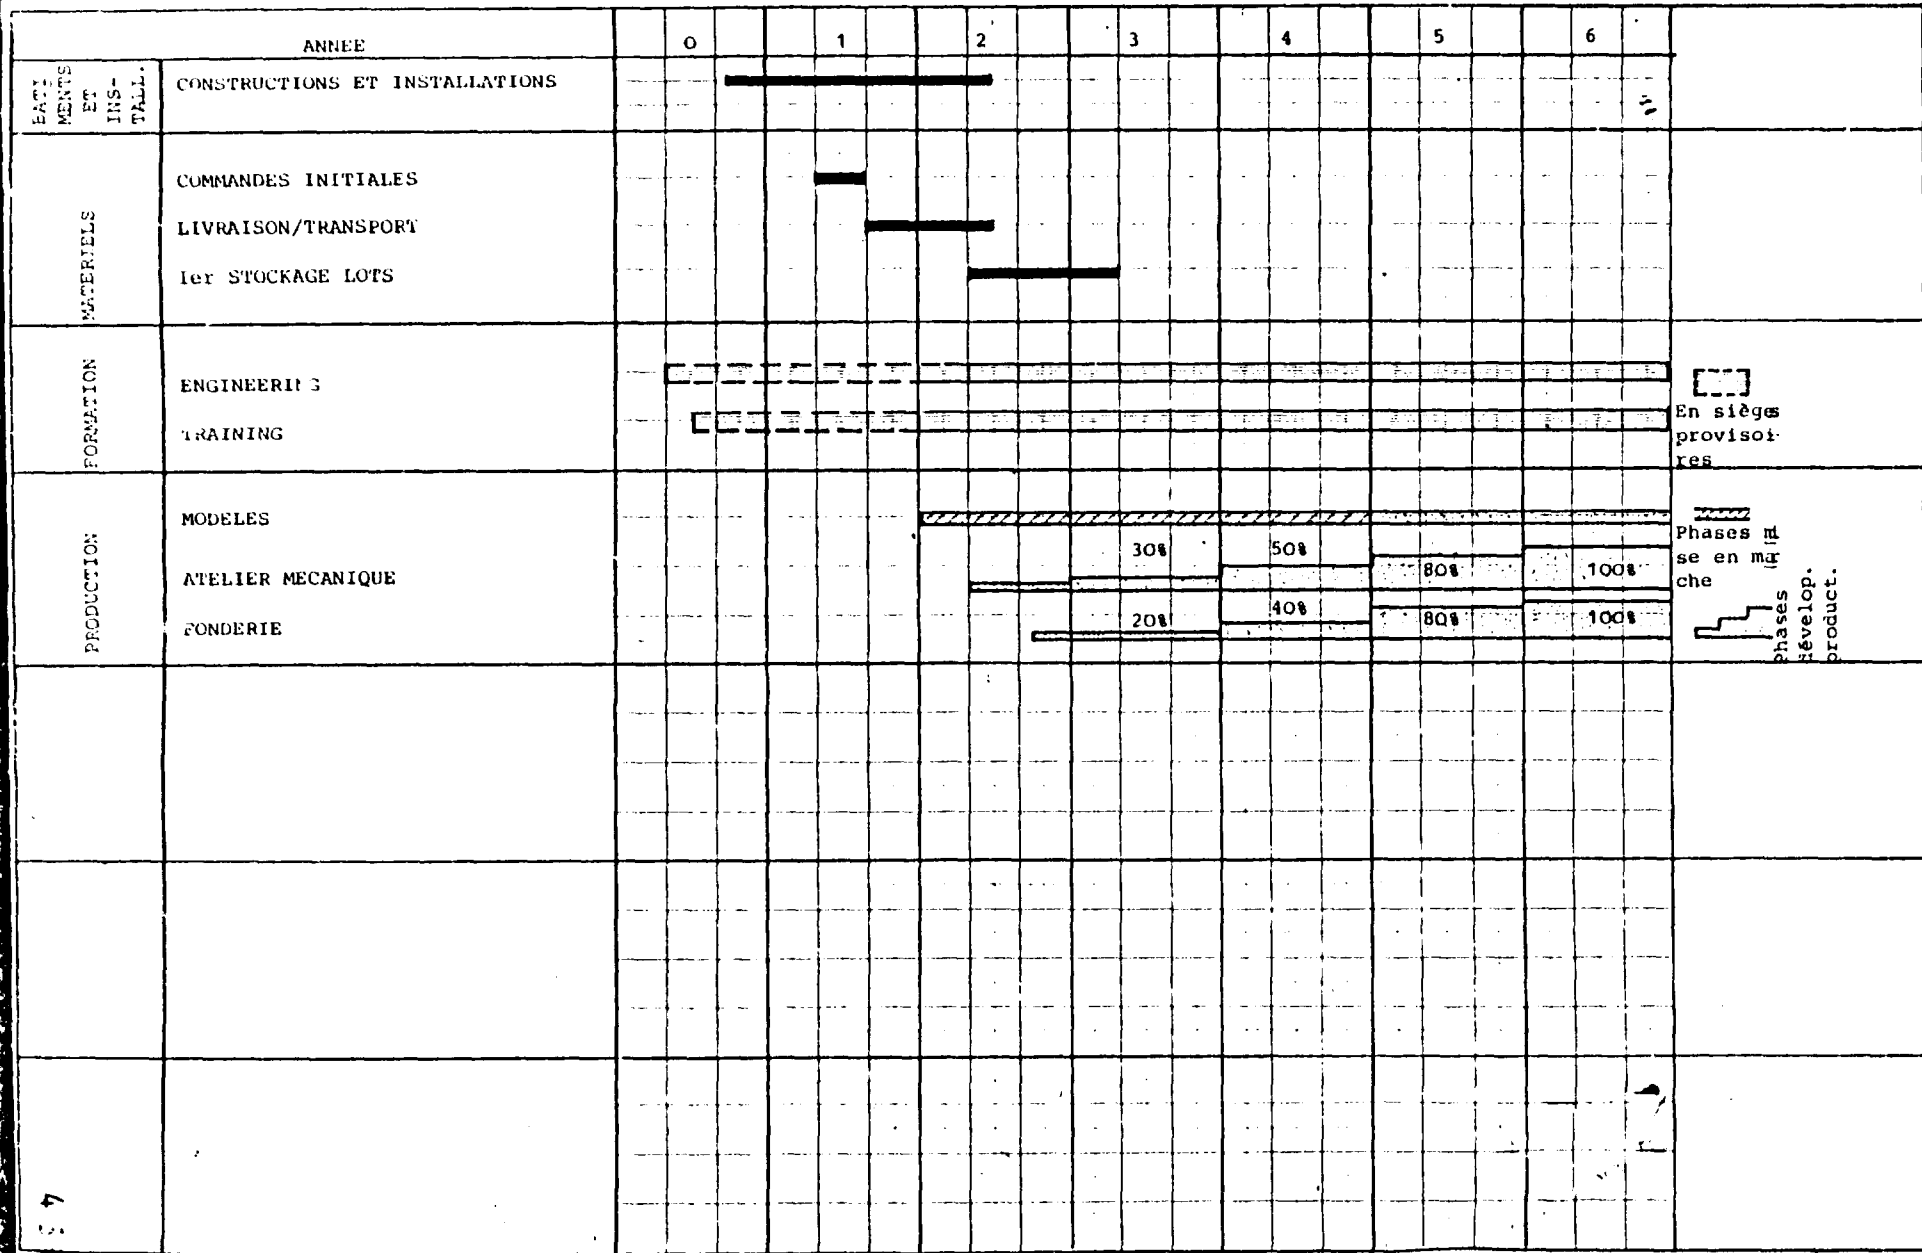 ANNEE 0 1 2 3 4 5 6
BATI-
MENTS
ET
INS-
TALL.
CONSTRUCTIONS ET INSTALLATIONS
MATERIELS
COMMANDES INITIALES
LIVRAISON/TRANSPORT
1er STOCKAGE LOTS
FORMATION
ENGINEERING
TRAINING
En sièges
provisoi-
res
PRODUCTION
MODELES
ATELIER MECANIQUE
30% 50% 80% 100%
FONDERIE
20% 40% 80% 100%
Phases mi
se en mar
che
Phases
dévelop.
product.